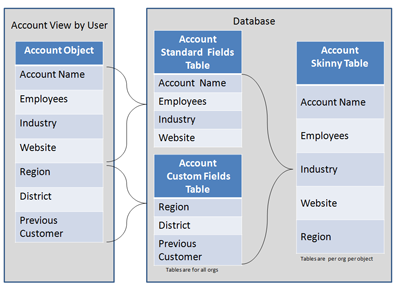 Account View by User
Account Object
Account Name
Employees
Industry
Website
Region
District
Previous
Customer
Database
Account
Standard Fields
Table
Account Name
Employees
Industry
Website
Account
Custom Fields
Table
Region
District
Previous
Customer
Tables are for all orgs
Account
Skinny Table
Account Name
Employees
Industry
Website
Region
Tables are per org per object